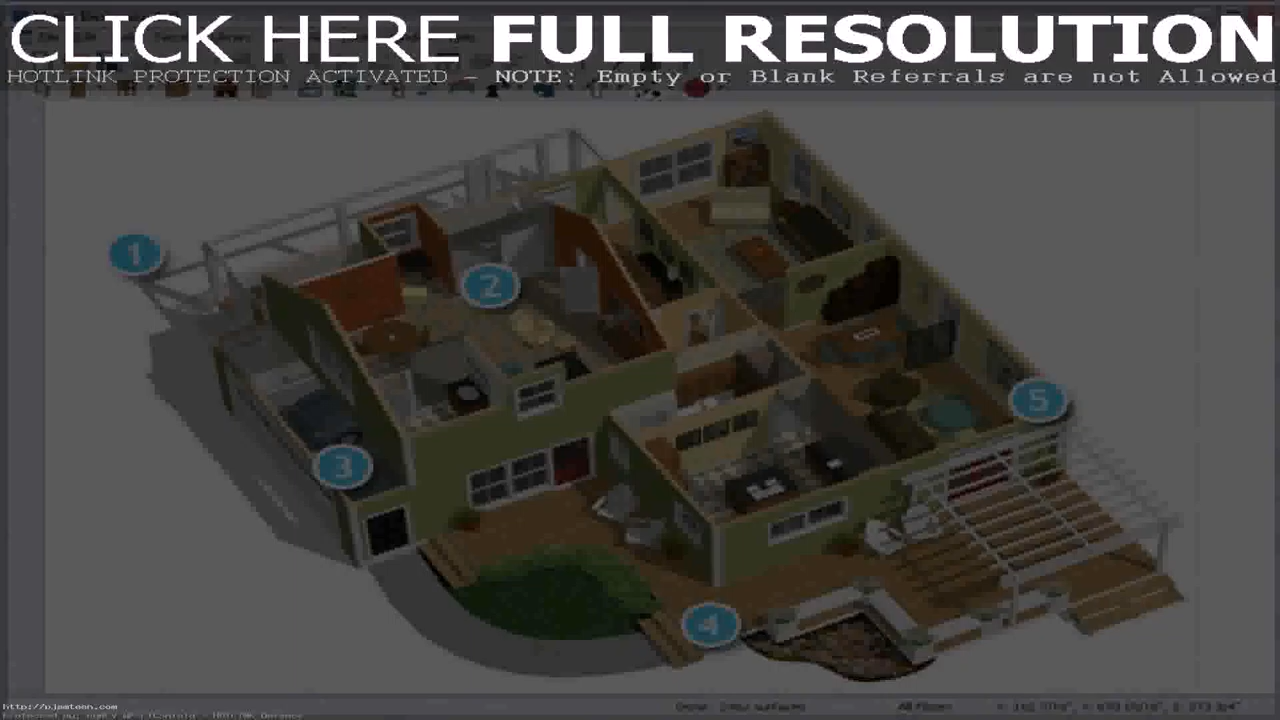 CLICK HERE FULL RESOLUTION
HOTLINK PROTECTION ACTIVATED – NOTE: Empty or Blank Referrals are not Allowed
1
2
5
3
4